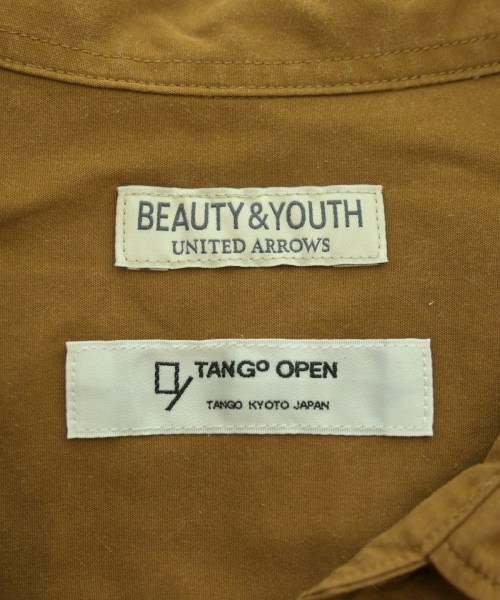 BEAUTY&YOUTH
UNITED ARROWS
TANGO OPEN
TANGO KYOTO JAPAN